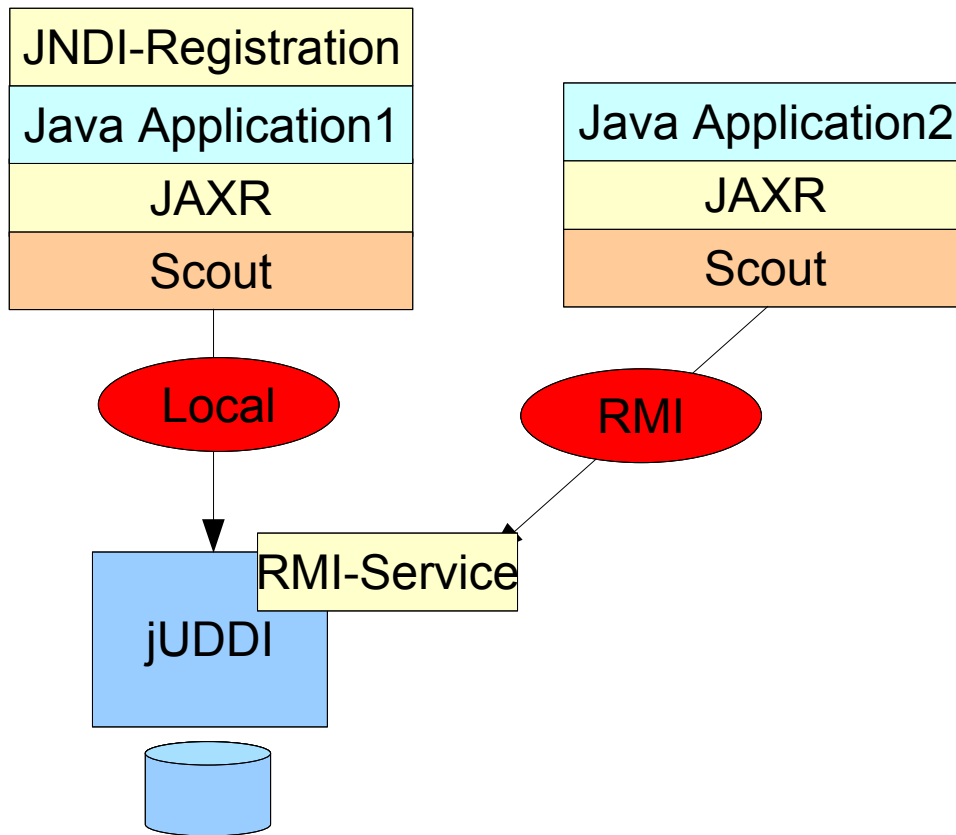 JNDI-Registration
Java Application1
JAXR
Scout
Java Application2
JAXR
Scout
Local
RMI
RMI-Service
jUDDI